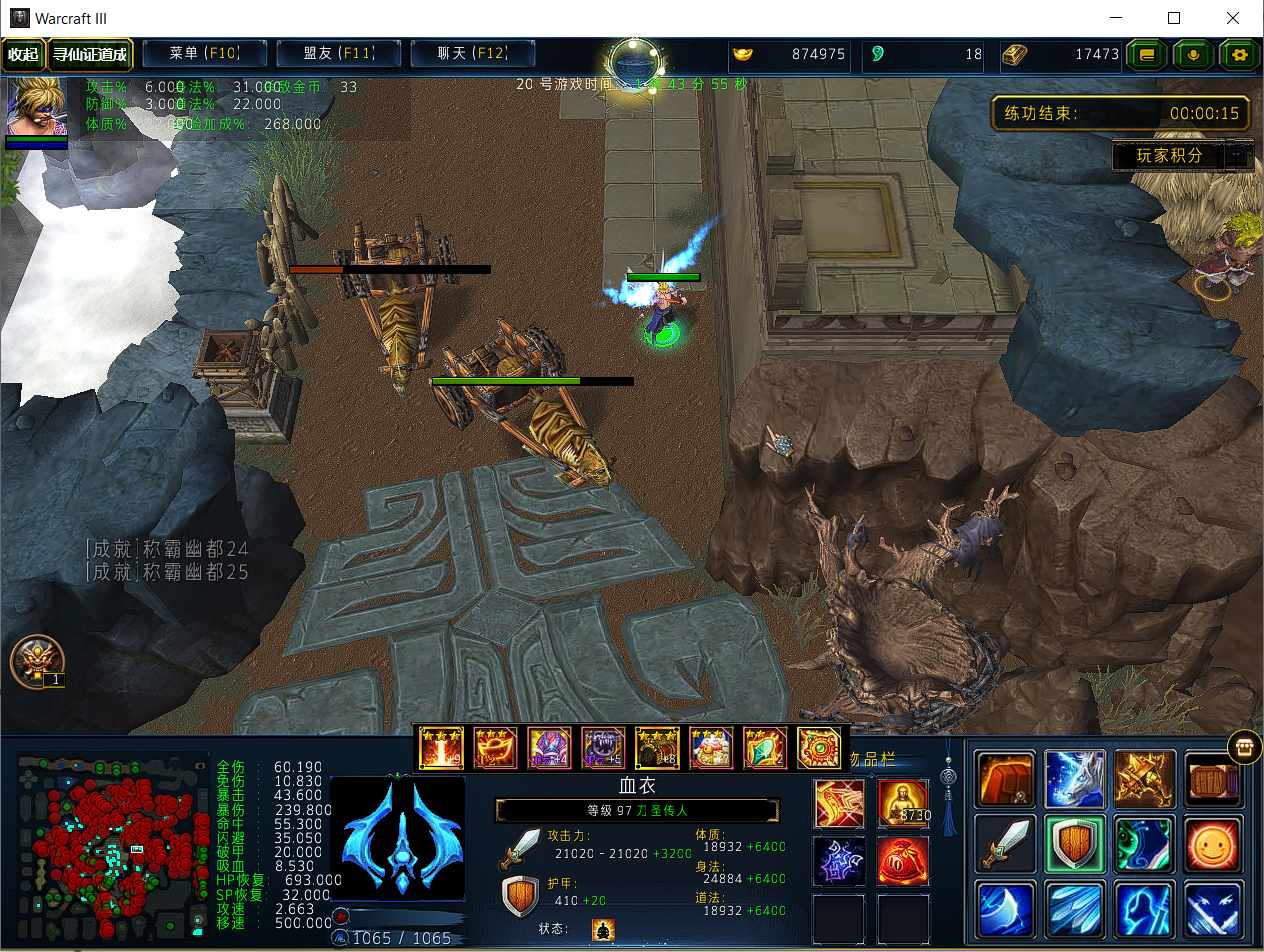 Warcraft III
收起 寻仙证道成 菜单 (F10) 盟友 (F11) 聊天 (F12) 874975 18 17473
20 号游戏时间 43 分 55 秒
攻击%: 6.000 身法%: 31.000 金币: 33
防御%: 3.000 道法%: 22.000
体质%: 加成%: 268.000
练功结束: 00:00:15
玩家积分
[成就]称霸幽都24
[成就]称霸幽都25
1
物品栏
全伤 : 60.190
免伤 : 10.830
暴击 : 43.600
暴伤 : 239.800
命中 : 55.300
闪避 : 35.050
破甲 : 20.000
吸血 : 8.530
HP恢复: 693.000
SP恢复: 32.000
攻速 : 2.663
移速 : 500.000
1065 / 1065
血衣
等级 97 刀圣传人
攻击力:
21020 - 21020 +3200
护甲:
410 +20
状态:
体质:
18932 +6400
身法:
24884 +6400
道法:
18932 +6400
8730